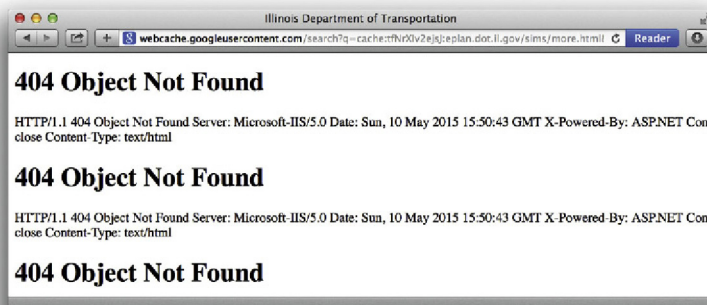 Illinois Department of Transportation
webcache.googleusercontent.com/search?q=cache:tfNrXlv2ejsJ:eplan.dot.il.gov/sims/more.html Reader
404 Object Not Found
HTTP/1.1 404 Object Not Found Server: Microsoft-IIS/5.0 Date: Sun, 10 May 2015 15:50:43 GMT X-Powered-By: ASP.NET Con
close Content-Type: text/html
404 Object Not Found
HTTP/1.1 404 Object Not Found Server: Microsoft-IIS/5.0 Date: Sun, 10 May 2015 15:50:43 GMT X-Powered-By: ASP.NET Con
close Content-Type: text/html
404 Object Not Found